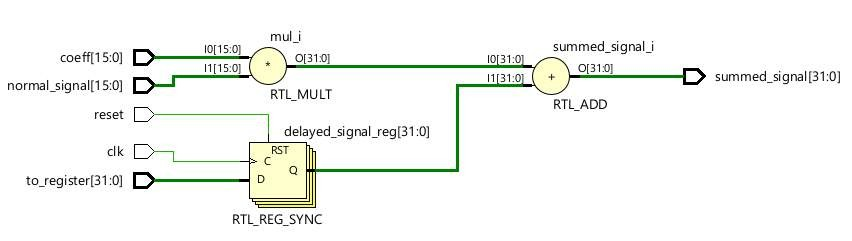 mul_i
coeff[15:0]
I0[15:0]
I1[15:0]
*
O[31:0]
RTL_MULT
normal_signal[15:0]
summed_signal_i
I0[31:0]
I1[31:0]
+
O[31:0]
RTL_ADD
summed_signal[31:0]
reset
delayed_signal_reg[31:0]
RST
clk
C
Q
to_register[31:0]
D
RTL_REG_SYNC